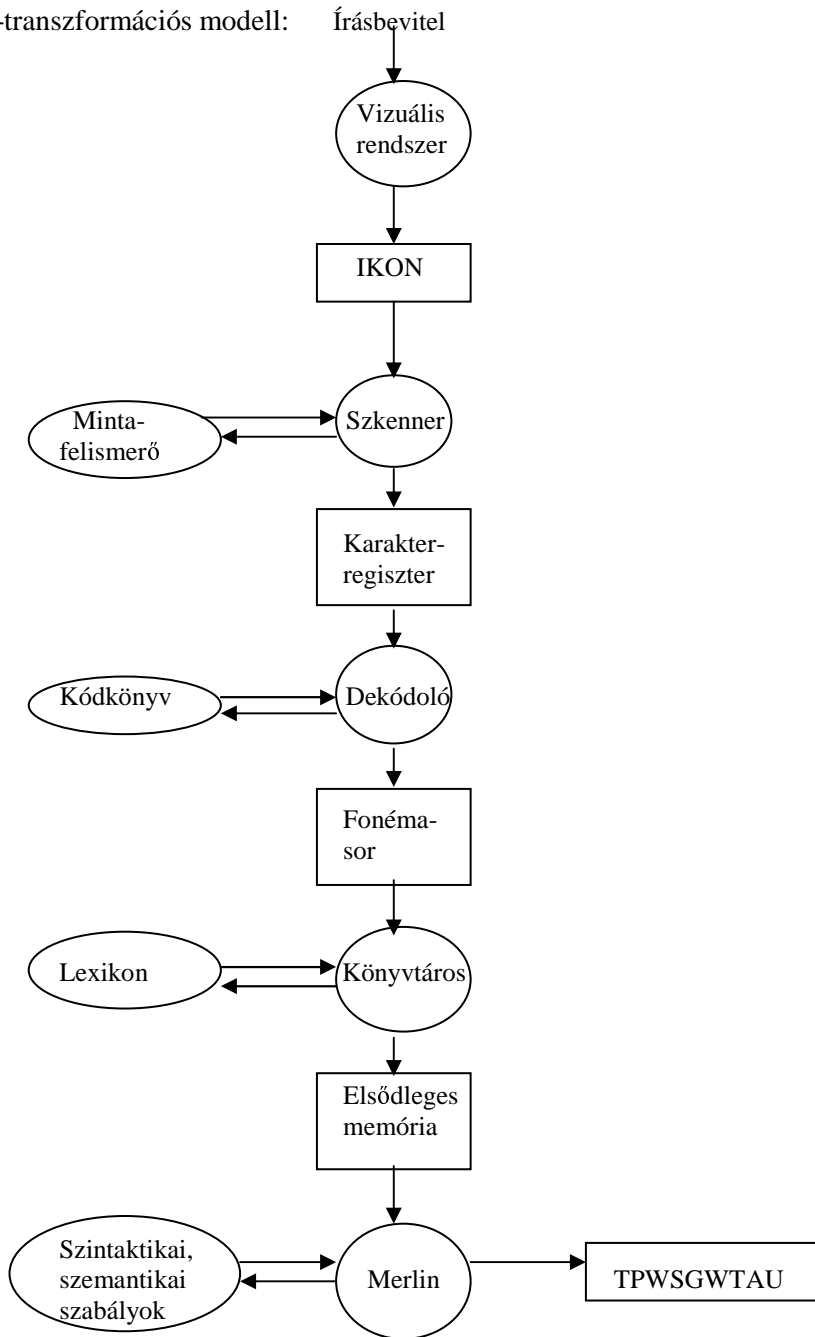 -transzformációs modell:
Írásbevitel
Vizuális
rendszer
IKON
Minta-
felismerő
Szkenner
Karakter-
regiszter
Kódkönyv
Dekódoló
Fonéma-
sor
Lexikon
Könyvtáros
Elsődleges
memória
Szintaktikai,
szemantikai
szabályok
Merlin
TPWSGWTAU